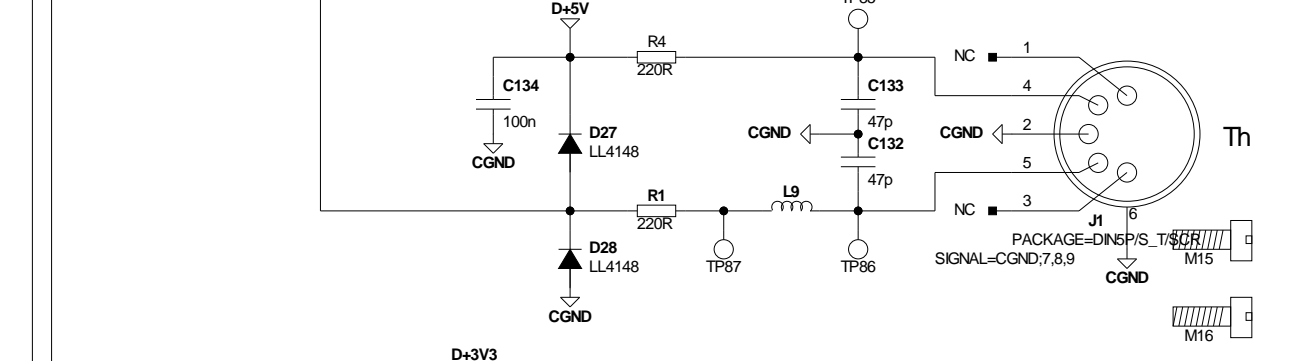 D+5V
R4
220R
NC
1
C134
100n
C133
47p
4
D27
LL4148
CGND
CGND
2
Th
CGND
C132
47p
5
R1
220R
L9
NC
3
J1
6
PACKAGE=DIN5P/S_T/SCR
D28
LL4148
TP87
TP86
SIGNAL=CGND;7,8,9
M15
CGND
CGND
M16
D+3V3